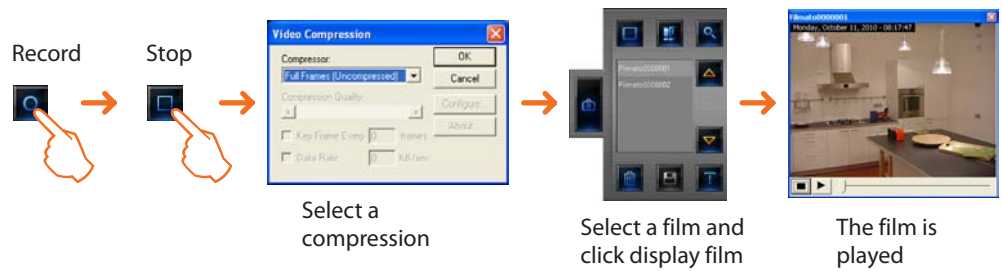 Record
Stop
Video Compression
Compressor:
Full Frames (Uncompressed)
OK
Cancel
Compression Quality:
Configure...
About...
Key Frame Every
0
frames
Data Rate
0
KB/sec
Select a
compression
Filmato0000001
Filmato0000002
T
Select a film and
click display film
Filmato0000001
Monday, October 11, 2010 - 08:17:47
The film is
played